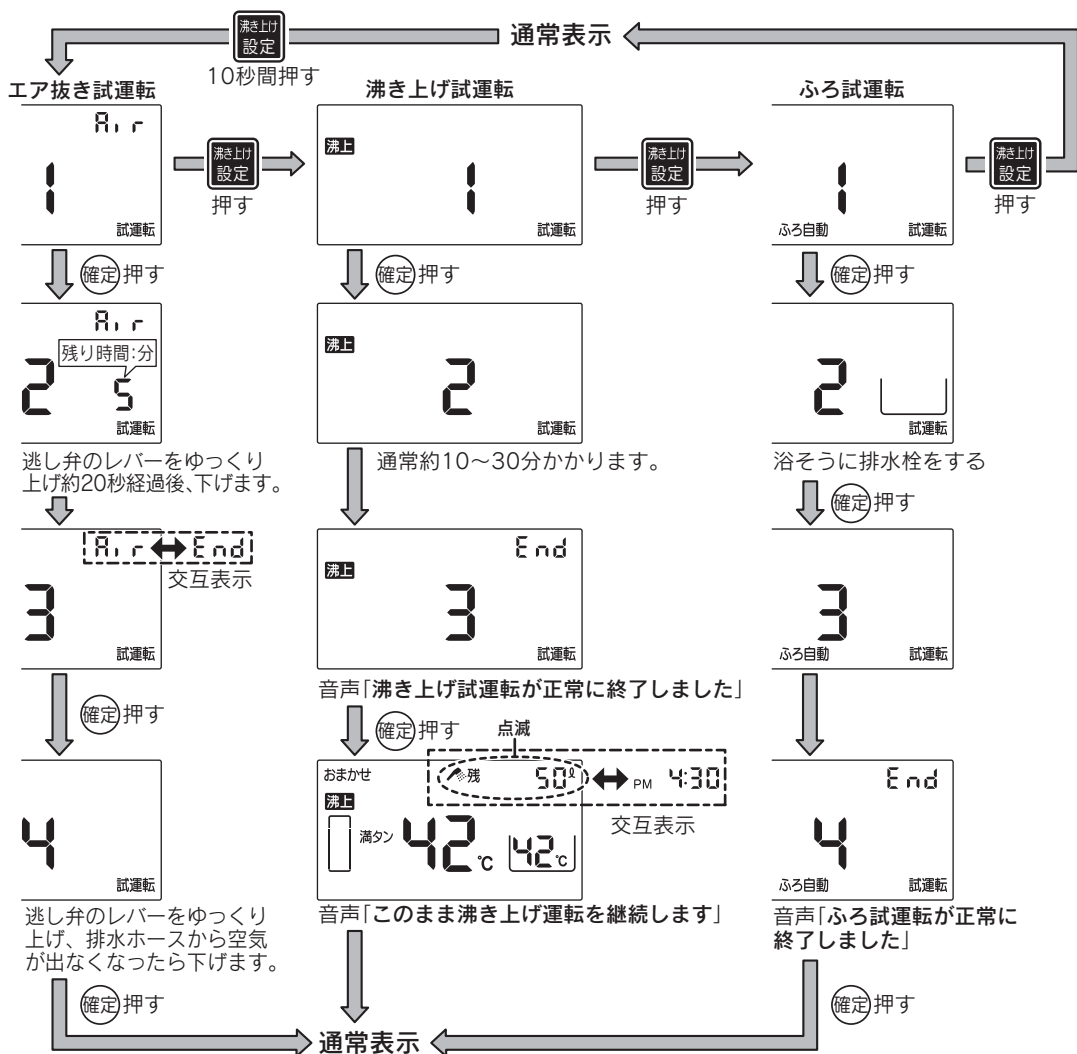 沸き上げ
設定
通常表示
10秒間押す
エア抜き試運転
沸き上げ試運転
ふろ試運転
Air
1
試運転
沸き上げ
設定
押す
沸上
1
試運転
沸き上げ
設定
押す
1
ふろ自動
試運転
沸き上げ
設定
押す
確定 押す
確定 押す
確定 押す
Air
残り時間:分
2
5
試運転
沸上
2
試運転
2
試運転
逃し弁のレバーをゆっくり
上げ約20秒経過後、下げます。
通常約10～30分かかります。
浴そうに排水栓をする
確定 押す
Air End
交互表示
3
試運転
End
沸上
3
試運転
3
ふろ自動
試運転
音声「沸き上げ試運転が正常に終了しました」
確定 押す
確定 押す
点滅
4
試運転
おまかせ
残 50ℓ PM 4:30
沸上
満タン
42℃
42℃
交互表示
End
4
ふろ自動
試運転
逃し弁のレバーをゆっくり
上げ、排水ホースから空気
が出なくなったら下げます。
音声「このまま沸き上げ運転を継続します」
音声「ふろ試運転が正常に
終了しました」
確定 押す
確定 押す
通常表示